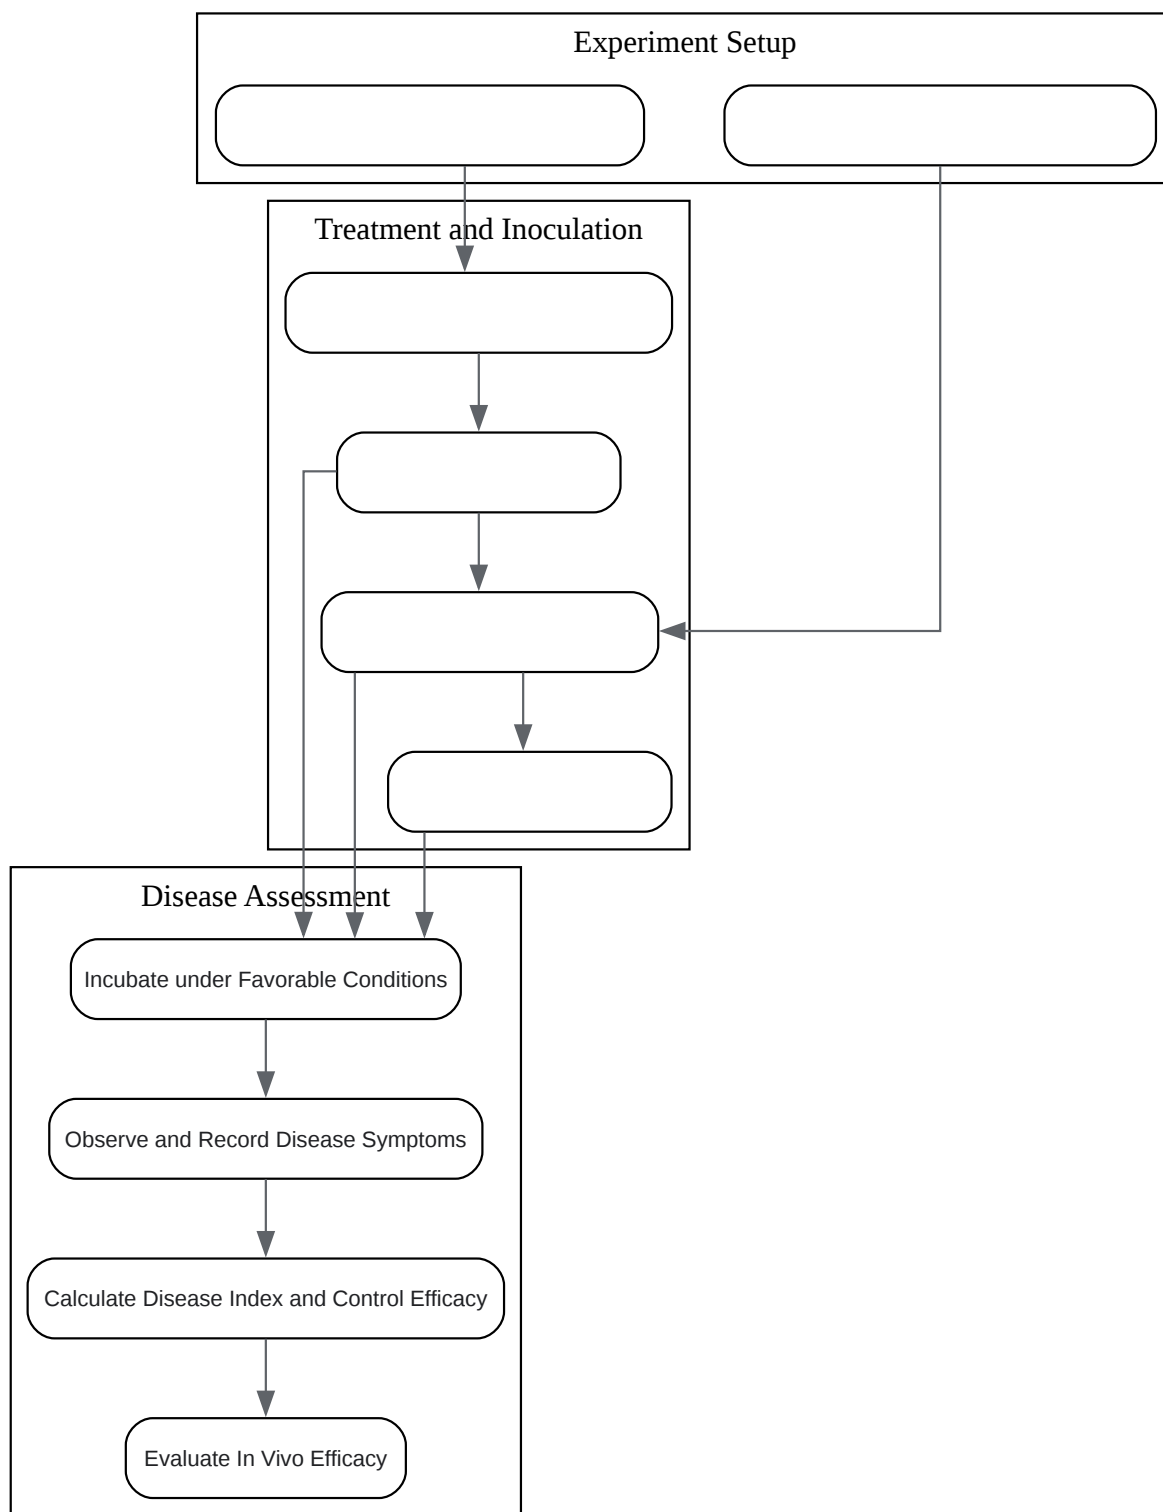 Experiment Setup
Treatment and Inoculation
Disease Assessment
Incubate under Favorable Conditions
Observe and Record Disease Symptoms
Calculate Disease Index and Control Efficacy
Evaluate In Vivo Efficacy